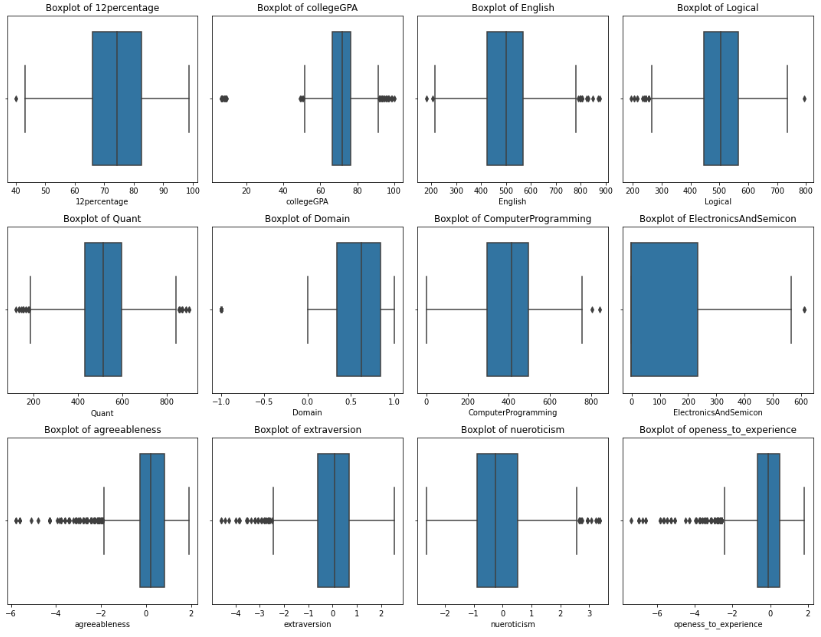 Boxplot of 12percentage
Boxplot of collegeGPA
Boxplot of English
Boxplot of Logical
40 50 60 70 80 90 100
20 40 60 80 100
200 300 400 500 600 700 800 900
200 300 400 500 600 700 800
12percentage
collegeGPA
English
Logical
Boxplot of Quant
Boxplot of Domain
Boxplot of ComputerProgramming
Boxplot of ElectronicsAndSemicon
200 400 600 800
−1.0 −0.5 0.0 0.5 1.0
0 200 400 600 800
0 100 200 300 400 500 600
Quant
Domain
ComputerProgramming
ElectronicsAndSemicon
Boxplot of agreeableness
Boxplot of extraversion
Boxplot of nueroticism
Boxplot of openess_to_experience
−6 −4 −2 0 2
−4 −3 −2 −1 0 1 2
−2 −1 0 1 2 3
−6 −4 −2 0 2
agreeableness
extraversion
nueroticism
openess_to_experience